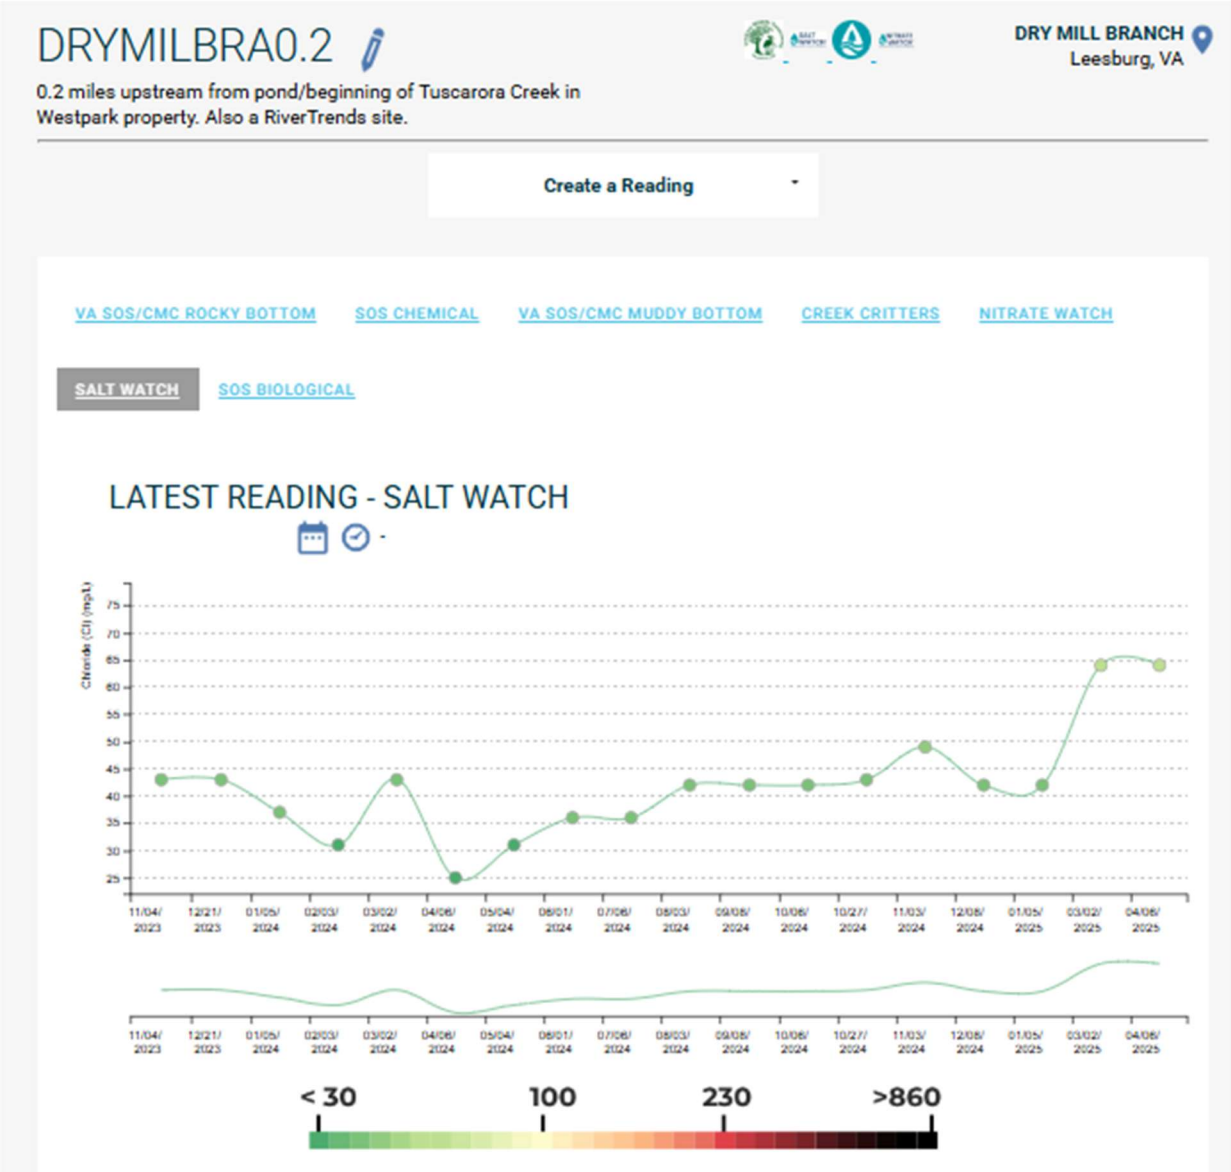 DRYMILBRA0.2
DRY MILL BRANCH
Leesburg, VA
0.2 miles upstream from pond/beginning of Tuscarora Creek in
Westpark property. Also a RiverTrends site.
Create a Reading
VA SOS/CMC ROCKY BOTTOM SOS CHEMICAL VA SOS/CMC MUDDY BOTTOM CREEK CRITTERS NITRATE WATCH
SALT WATCH SOS BIOLOGICAL
LATEST READING - SALT WATCH
-
Chloride (Cl) (mg/L)
75
70
65
60
55
50
45
40
35
30
25
11/04/ 12/21/ 01/05/ 02/03/ 03/02/ 04/06/ 05/04/ 06/01/ 07/06/ 08/03/ 09/08/ 10/06/ 10/27/ 11/03/ 12/08/ 01/05/ 03/02/ 04/06/
2023 2023 2024 2024 2024 2024 2024 2024 2024 2024 2024 2024 2024 2024 2024 2025 2025 2025
11/04/ 12/21/ 01/05/ 02/03/ 03/02/ 04/06/ 05/04/ 06/01/ 07/06/ 08/03/ 09/08/ 10/06/ 10/27/ 11/03/ 12/08/ 01/05/ 03/02/ 04/06/
2023 2023 2024 2024 2024 2024 2024 2024 2024 2024 2024 2024 2024 2024 2024 2025 2025 2025
< 30 100 230 >860